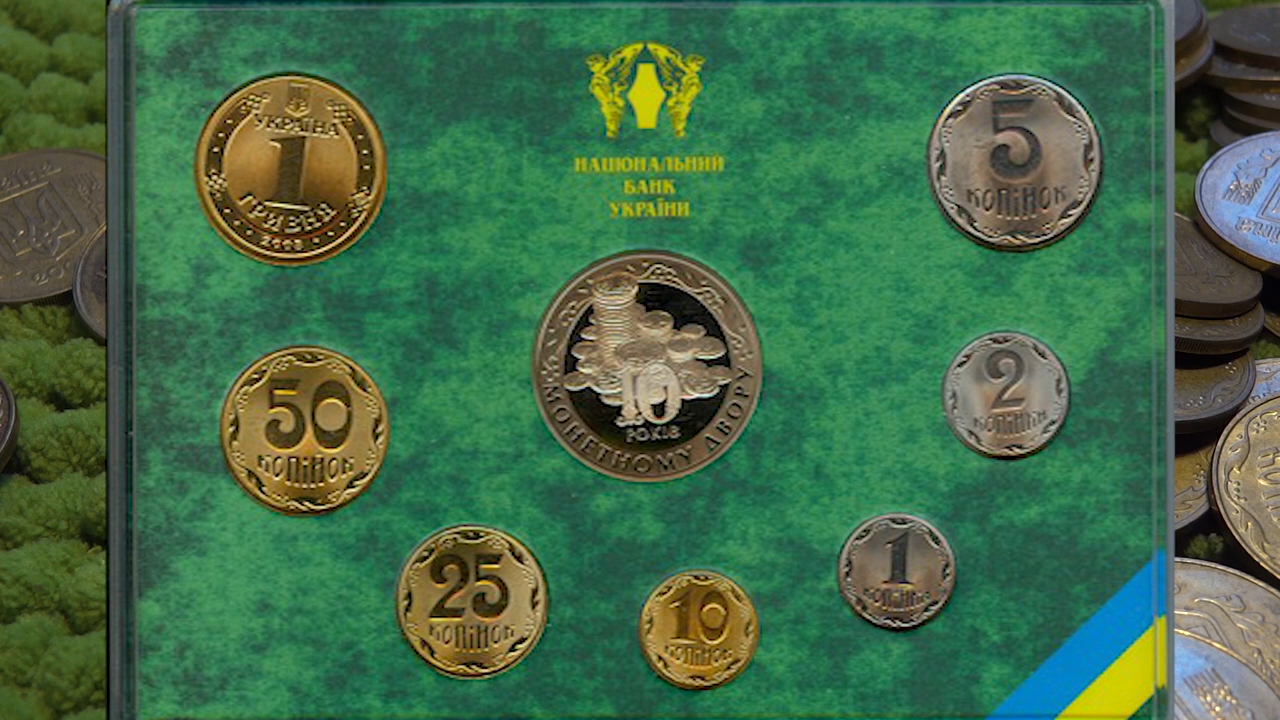 УКРАЇНА
1
ГРИВНЯ
2008
НАЦІОНАЛЬНИЙ
БАНК
УКРАЇНИ
5
КОПІЙОК
50
КОПІЙОК
10
РОКІВ
МОНЕТНОМУ ДВОРУ
2
КОПІЙКИ
25
КОПІЙОК
10
КОПІЙОК
1
КОПІЙКА